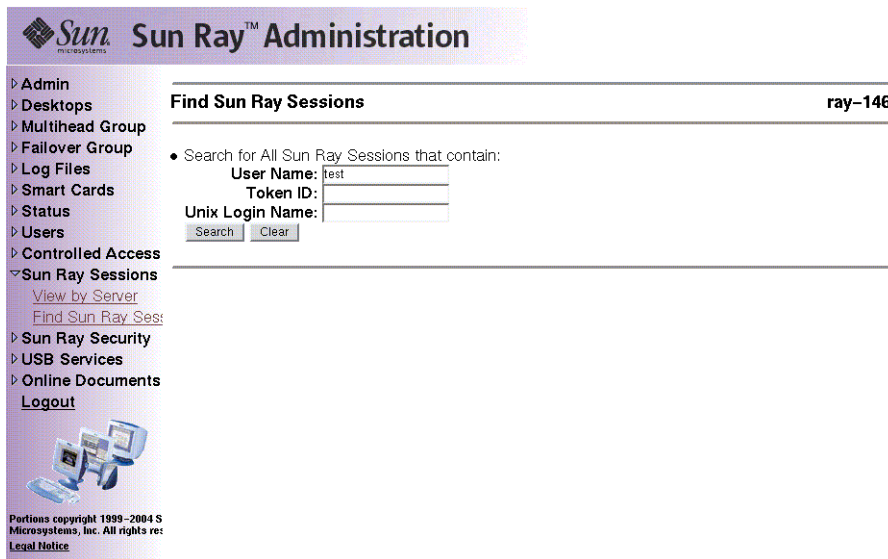 Sun
microsystems
Sun Ray™ Administration
Admin
Desktops
Multihead Group
Failover Group
Log Files
Smart Cards
Status
Users
Controlled Access
Sun Ray Sessions
View by Server
Find Sun Ray Sess
Sun Ray Security
USB Services
Online Documents
Logout
Portions copyright 1999-2004 S
Microsystems, Inc. All rights res
Legal Notice
Find Sun Ray Sessions ray-146
• Search for All Sun Ray Sessions that contain:
User Name: test
Token ID:
Unix Login Name:
Search Clear